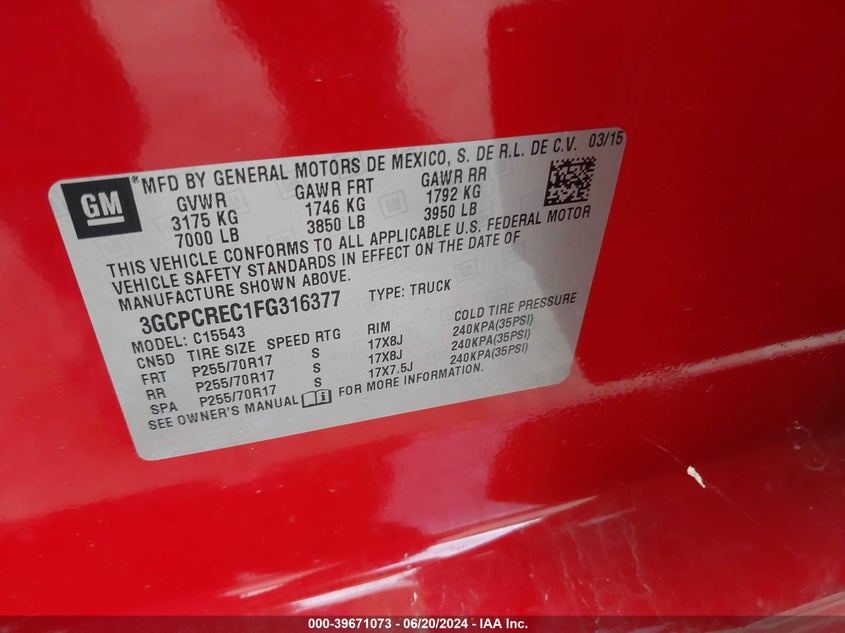 GM
®MFD BY GENERAL MOTORS DE MEXICO, S. DE R.L. DE C.V. 03/15
GVWR GAWR FRT GAWR RR
3175 KG 1746 KG 1792 KG
7000 LB 3850 LB 3950 LB
THIS VEHICLE CONFORMS TO ALL APPLICABLE U.S. FEDERAL MOTOR
VEHICLE SAFETY STANDARDS IN EFFECT ON THE DATE OF
MANUFACTURE SHOWN ABOVE.
3GCPCREC1FG316377 TYPE: TRUCK
MODEL: C15543
CN5D TIRE SIZE SPEED RTG RIM COLD TIRE PRESSURE
FRT P255/70R17 S 17X8J 240KPA(35PSI)
RR P255/70R17 S 17X8J 240KPA(35PSI)
SPA P255/70R17 S 17X7.5J 240KPA(35PSI)
SEE OWNER'S MANUAL FOR MORE INFORMATION.
000-39671073 - 06/20/2024 - IAA Inc.